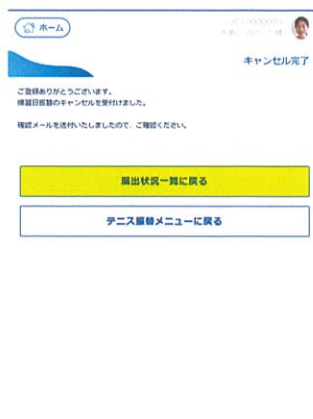 ホーム
キャンセル完了
ご登録ありがとうございます。
練習日振替のキャンセルを受付けました。
確認メールを送付いたしましたので、ご確認ください。
届出状況一覧に戻る
テニス振替メニューに戻る